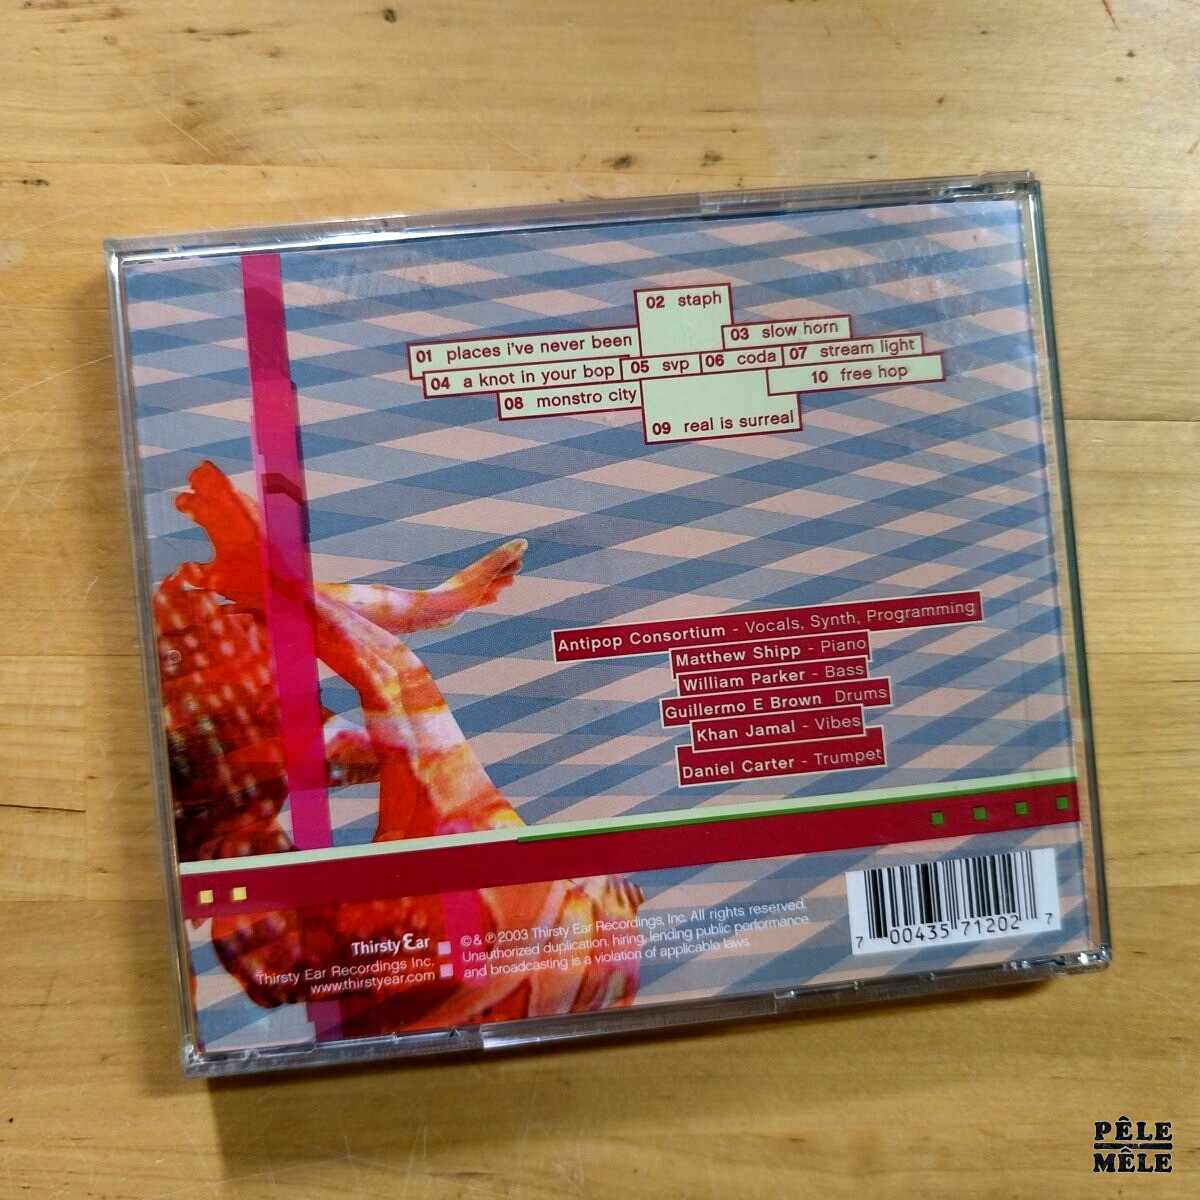 02 staph
01 places i've never been
03 slow horn
04 a knot in your bop
05 svp
06 coda
07 stream light
08 monstro city
10 free hop
09 real is surreal
Antipop Consortium - Vocals, Synth, Programming
Matthew Shipp - Piano
William Parker - Bass
Guillermo E Brown Drums
Khan Jamal - Vibes
Daniel Carter - Trumpet
Thirsty Ear
Thirsty Ear Recordings Inc.
www.thirstyear.com
© & ℗ 2003 Thirsty Ear Recordings, Inc. All rights reserved.
Unauthorized duplication, hiring, lending public performance
and broadcasting is a violation of applicable laws.
7 00435 71202 7
PÊLE
MÊLE